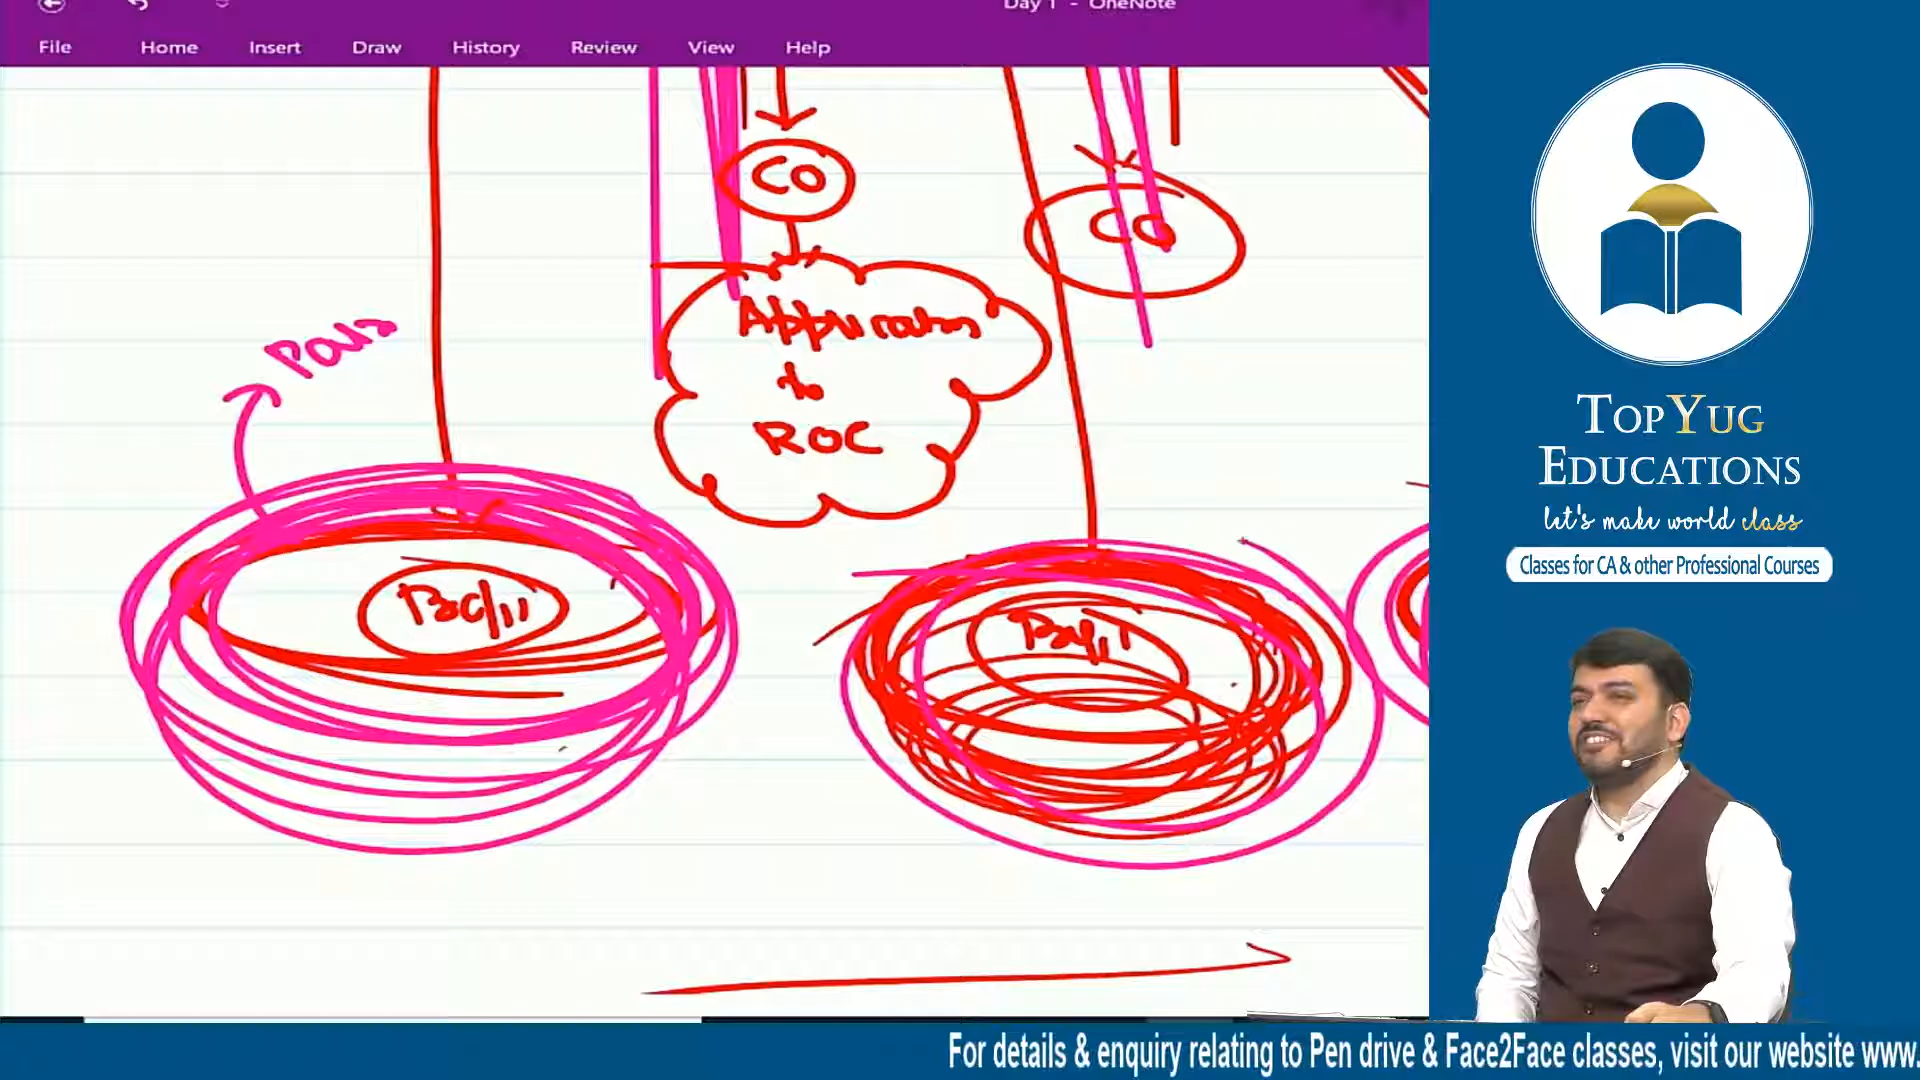 Day 1 - OneNote
File Home Insert Draw History Review View Help
CO
CO
to
ROC
TOPYUG
EDUCATIONS
let's make world class
Classes for CA & other Professional Courses
For details & enquiry relating to Pen drive & Face2Face classes, visit our website www.